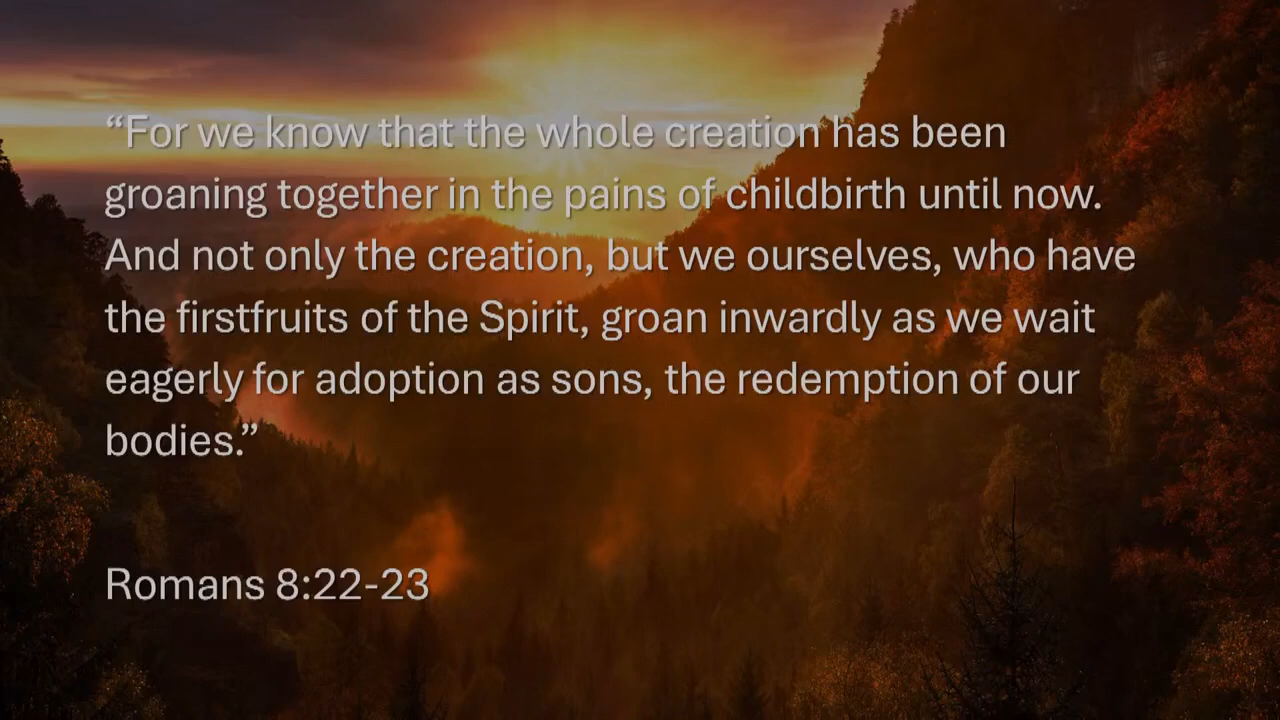 “For we know that the whole creation has been
groaning together in the pains of childbirth until now.
And not only the creation, but we ourselves, who have
the firstfruits of the Spirit, groan inwardly as we wait
eagerly for adoption as sons, the redemption of our
bodies.”
Romans 8:22-23